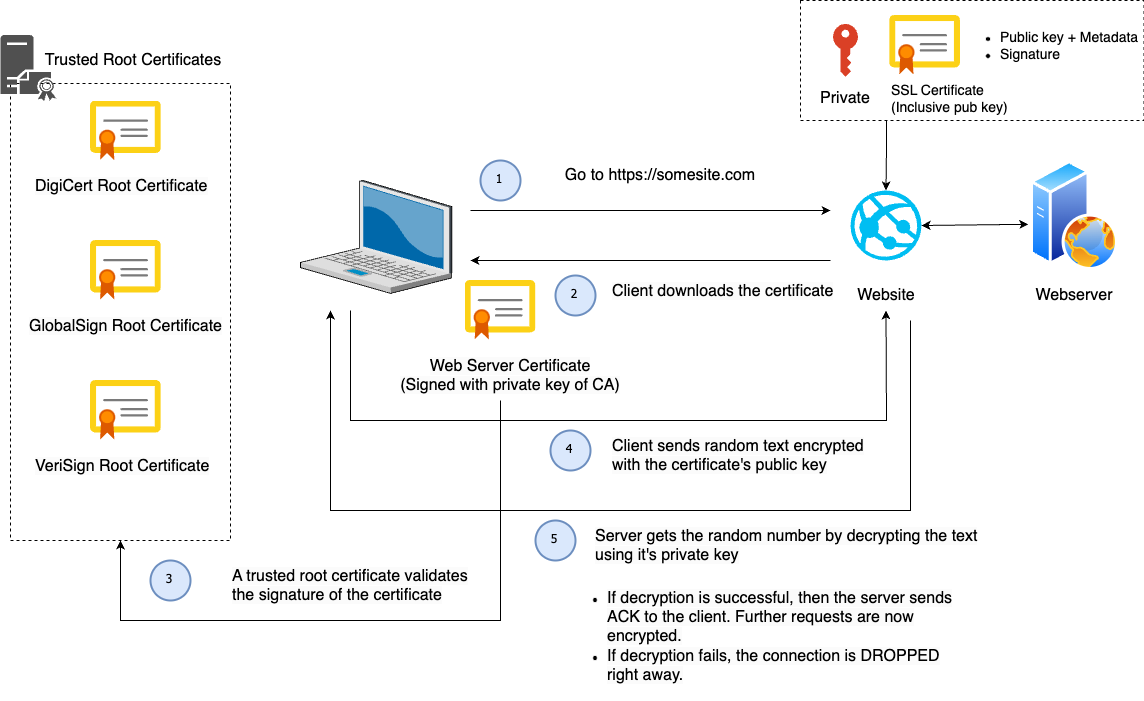 Trusted Root Certificates
DigiCert Root Certificate
GlobalSign Root Certificate
VeriSign Root Certificate
Private
SSL Certificate
(Inclusive pub key)
• Public key + Metadata
• Signature
1
Go to https://somesite.com
2
Client downloads the certificate
Website
Webserver
Web Server Certificate
(Signed with private key of CA)
4
Client sends random text encrypted
with the certificate's public key
5
Server gets the random number by decrypting the text
using it's private key
• If decryption is successful, then the server sends
ACK to the client. Further requests are now
encrypted.
• If decryption fails, the connection is DROPPED
right away.
3
A trusted root certificate validates
the signature of the certificate